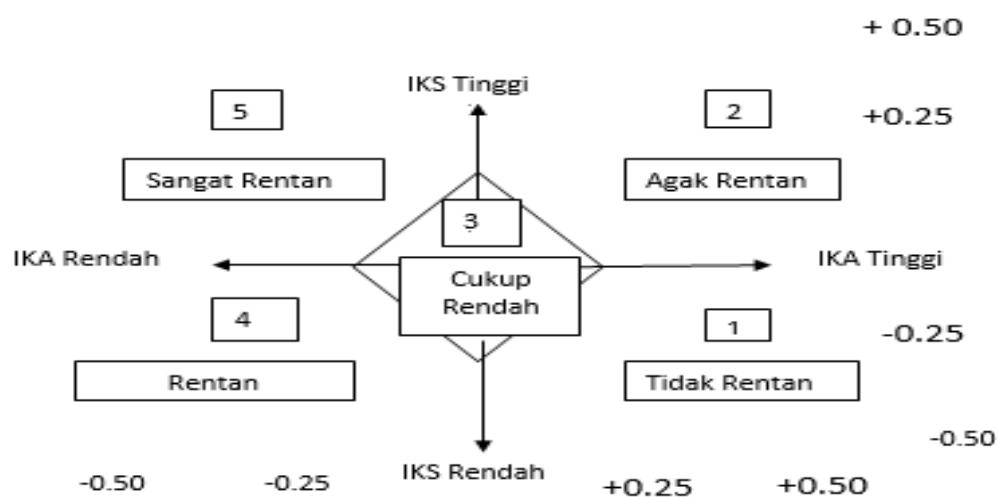 + 0.50
IKS Tinggi
5
2
+0.25
Sangat Rentan
Agak Rentan
3
IKA Rendah
IKA Tinggi
Cukup
Rendah
4
1
-0.25
Rentan
Tidak Rentan
-0.50
IKS Rendah
-0.50
-0.25
+0.25
+0.50